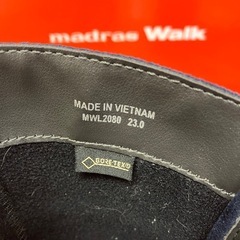 madras Walk
MADE IN VIETNAM
MWL2080 23.0
GORE-TEX